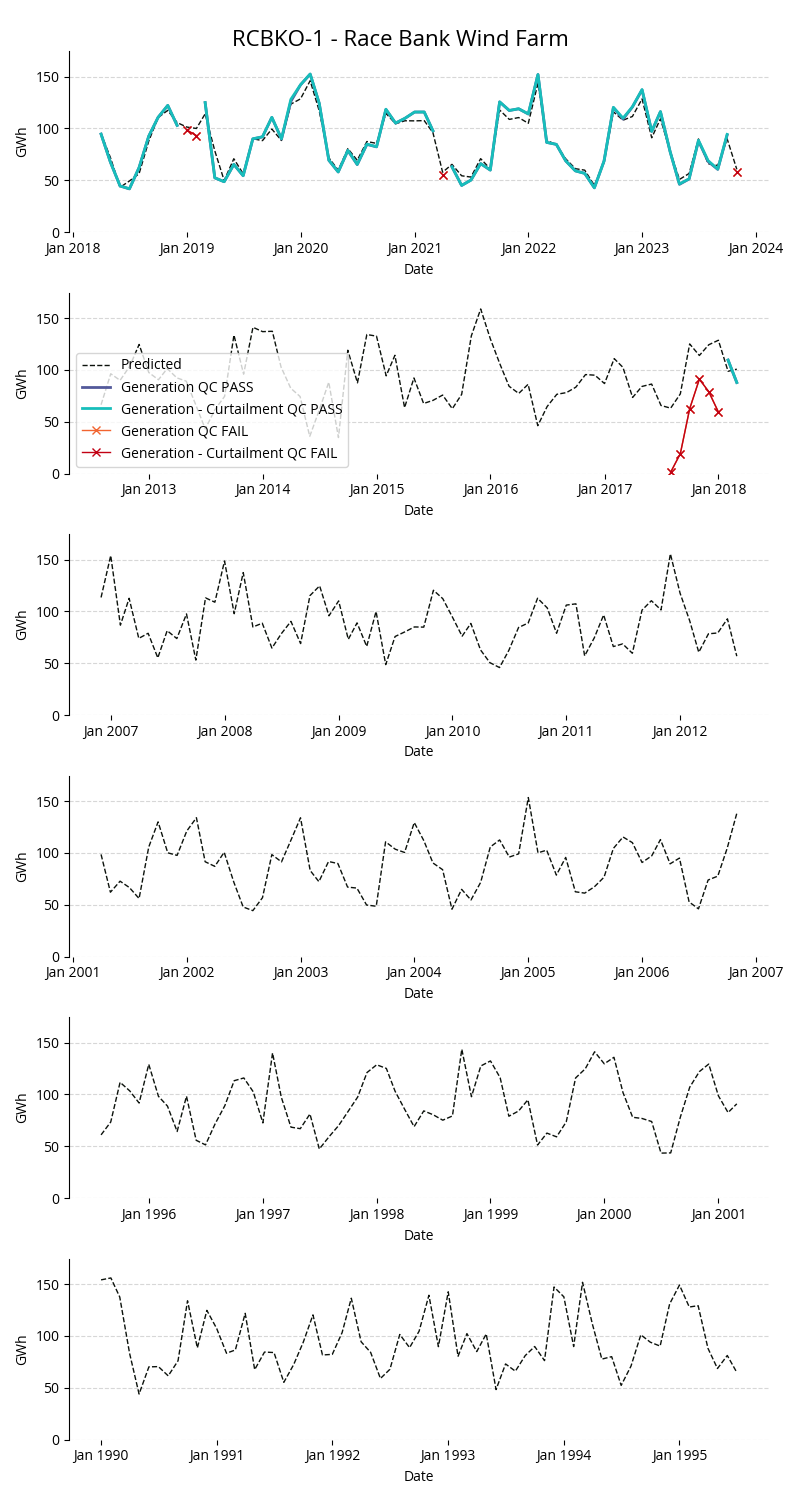 RCBKO-1 - Race Bank Wind Farm
150
100
50
0
GWh
Jan 2018
Jan 2019
Jan 2020
Jan 2021
Jan 2022
Jan 2023
Jan 2024
Date
150
100
50
0
GWh
Predicted
Generation QC PASS
Generation - Curtailment QC PASS
Generation QC FAIL
Generation - Curtailment QC FAIL
Jan 2013
Jan 2014
Jan 2015
Jan 2016
Jan 2017
Jan 2018
Date
150
100
50
0
GWh
Jan 2007
Jan 2008
Jan 2009
Jan 2010
Jan 2011
Jan 2012
Date
150
100
50
0
GWh
Jan 2001
Jan 2002
Jan 2003
Jan 2004
Jan 2005
Jan 2006
Jan 2007
Date
150
100
50
0
GWh
Jan 1996
Jan 1997
Jan 1998
Jan 1999
Jan 2000
Jan 2001
Date
150
100
50
0
GWh
Jan 1990
Jan 1991
Jan 1992
Jan 1993
Jan 1994
Jan 1995
Date